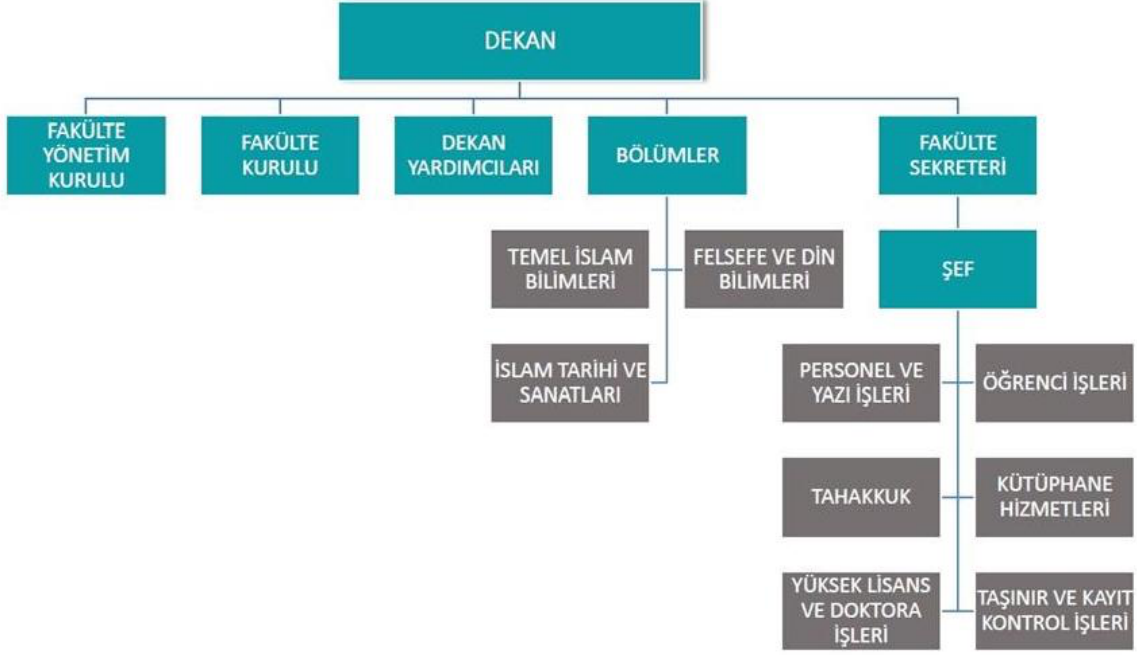 DEKAN
FAKÜLTE
YÖNETİM
KURULU
FAKÜLTE
KURULU
DEKAN
YARDIMCILARI
BÖLÜMLER
FAKÜLTE
SEKRETERİ
TEMEL İSLAM
BİLİMLERİ
FELSEFE VE DİN
BİLİMLERİ
İSLAM TARİHİ VE
SANATLARI
ŞEF
PERSONEL VE
YAZI İŞLERİ
ÖĞRENCİ İŞLERİ
TAHAKKUK
KÜTÜPHANE
HİZMETLERİ
YÜKSEK LİSANS
VE DOKTORA
İŞLERİ
TAŞINIR VE KAYIT
KONTROL İŞLERİ